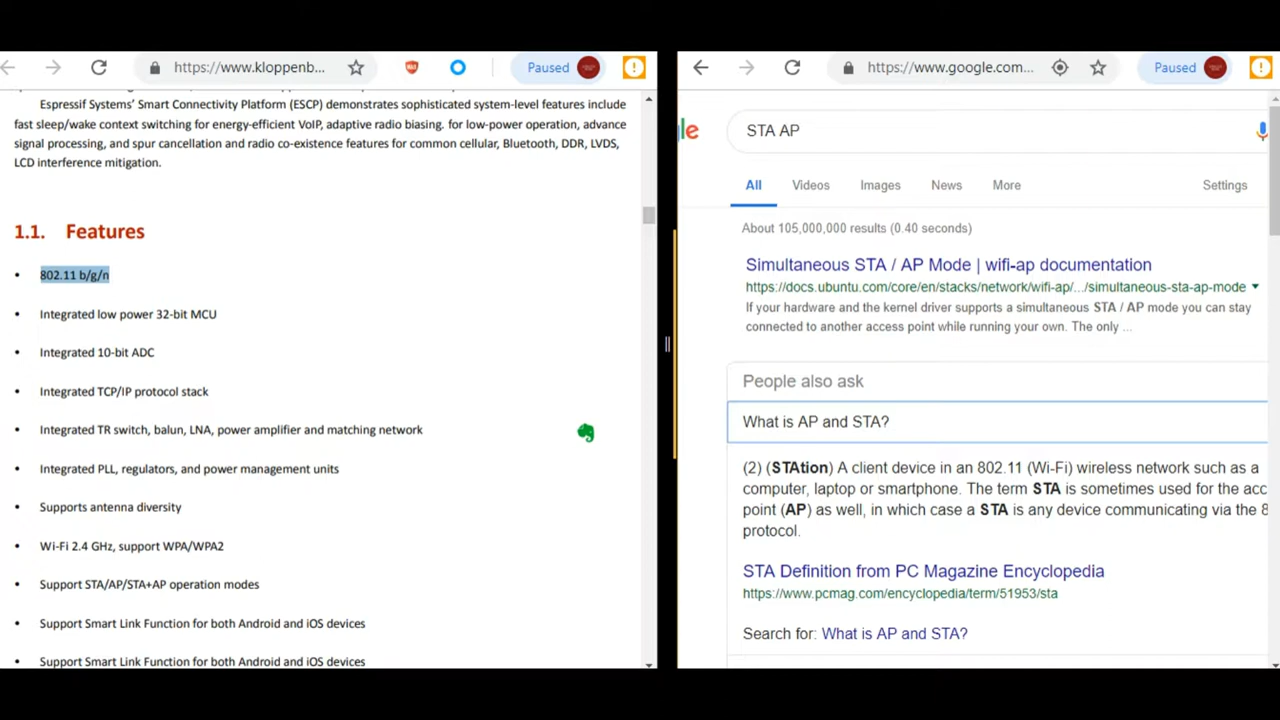 https://www.kloppenb...
Paused
Espressif Systems' Smart Connectivity Platform (ESCP) demonstrates sophisticated system-level features include
fast sleep/wake context switching for energy-efficient VoIP, adaptive radio biasing. for low-power operation, advance
signal processing, and spur cancellation and radio co-existence features for common cellular, Bluetooth, DDR, LVDS,
LCD interference mitigation.
1.1. Features
• 802.11 b/g/n
• Integrated low power 32-bit MCU
• Integrated 10-bit ADC
• Integrated TCP/IP protocol stack
• Integrated TR switch, balun, LNA, power amplifier and matching network
• Integrated PLL, regulators, and power management units
• Supports antenna diversity
• Wi-Fi 2.4 GHz, support WPA/WPA2
• Support STA/AP/STA+AP operation modes
• Support Smart Link Function for both Android and iOS devices
• Support Smart Link Function for both Android and iOS devices
https://www.google.com...
Paused
le
STA AP
All Videos Images News More Settings
About 105,000,000 results (0.40 seconds)
Simultaneous STA / AP Mode | wifi-ap documentation
https://docs.ubuntu.com/core/en/stacks/network/wifi-ap/.../simultaneous-sta-ap-mode
If your hardware and the kernel driver supports a simultaneous STA / AP mode you can stay
connected to another access point while running your own. The only ...
People also ask
What is AP and STA?
(2) (STAtion) A client device in an 802.11 (Wi-Fi) wireless network such as a
computer, laptop or smartphone. The term STA is sometimes used for the acc
point (AP) as well, in which case a STA is any device communicating via the 8
protocol.
STA Definition from PC Magazine Encyclopedia
https://www.pcmag.com/encyclopedia/term/51953/sta
Search for: What is AP and STA?